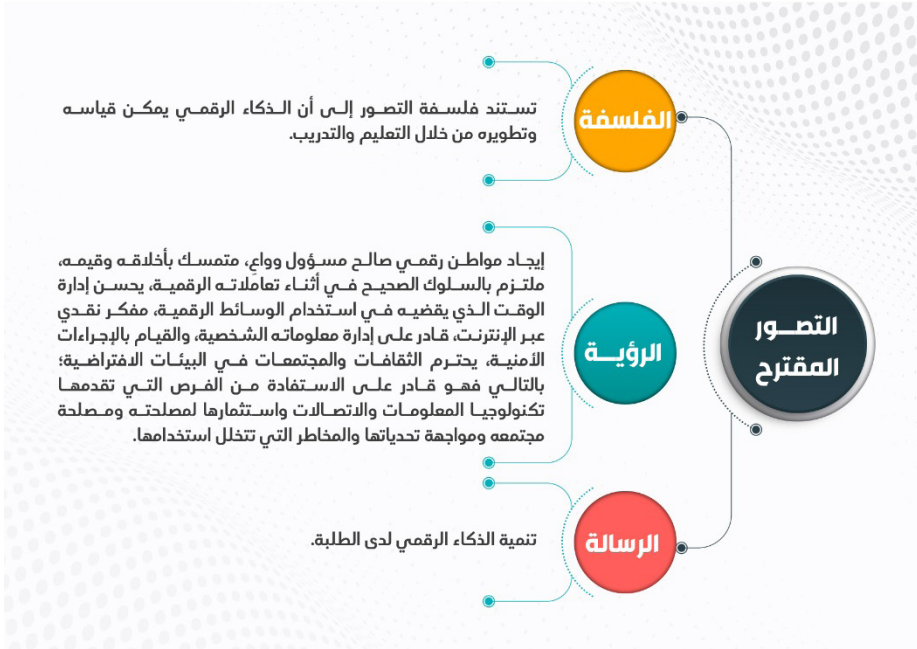 التصور
المقترح
الفلسفة
تستند فلسفة التصور إلى أن الذكاء الرقمي يمكن قياسه
وتطويره من خلال التعليم والتدريب.
الرؤية
إيجاد مواطن رقمي صالح مسؤول وواعٍ، متمسك بأخلاقه وقيمه،
ملتزم بالسلوك الصحيح في أثناء تعاملاته الرقمية، يحسن إدارة
الوقت الذي يقضيه في استخدام الوسائط الرقمية، مفكر نقدي
عبر الإنترنت، قادر على إدارة معلوماته الشخصية، والقيام بالإجراءات
الأمنية، يحترم الثقافات والمجتمعات في البيئات الافتراضية؛
بالتالي فهو قادر على الاستفادة من الفرص التي تقدمها
تكنولوجيا المعلومات والاتصالات واستثمارها لمصلحته ومصلحة
مجتمعه ومواجهة تحدياتها والمخاطر التي تتخلل استخدامها.
الرسالة
تنمية الذكاء الرقمي لدى الطلبة.